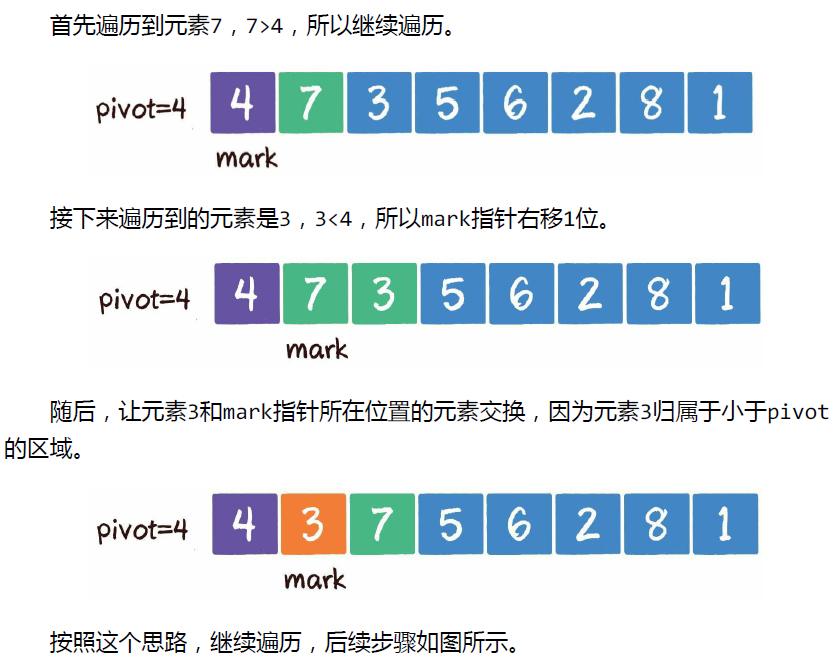 首先遍历到元素7，7>4，所以继续遍历。
pivot=4 4 7 3 5 6 2 8 1
mark
接下来遍历到的元素是3，3<4，所以mark指针右移1位。
pivot=4 4 7 3 5 6 2 8 1
mark
随后，让元素3和mark指针所在位置的元素交换，因为元素3归属于小于pivot
的区域。
pivot=4 4 3 7 5 6 2 8 1
mark
按照这个思路，继续遍历，后续步骤如图所示。